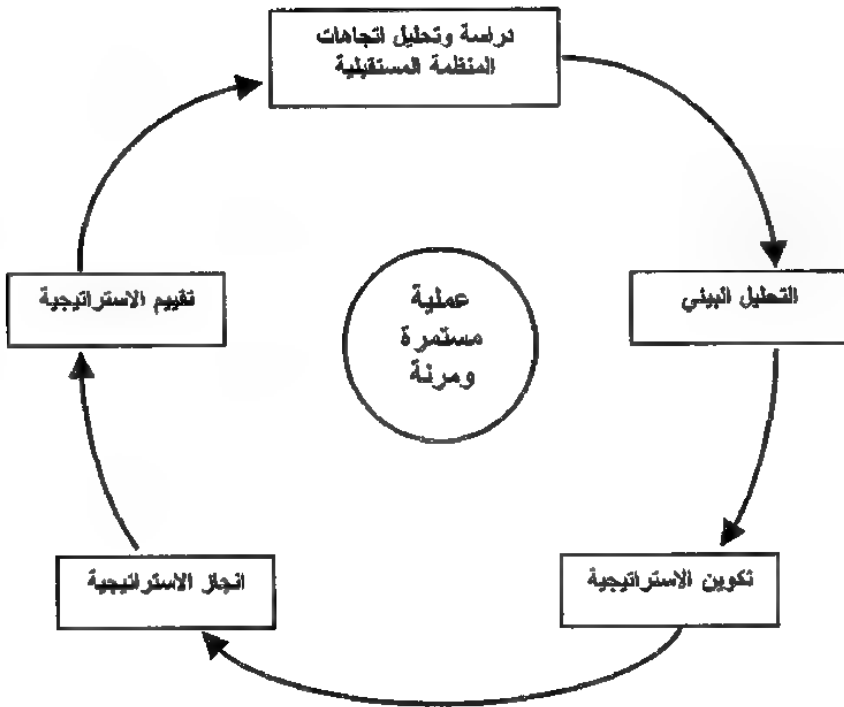 دراسة وتحليل اتجاهات
المنظمة المستقبلية
التحليل البيئي
تكوين الاستراتيجية
انجاز الاستراتيجية
تقييم الاستراتيجية
عملية
مستمرة
ومرنة